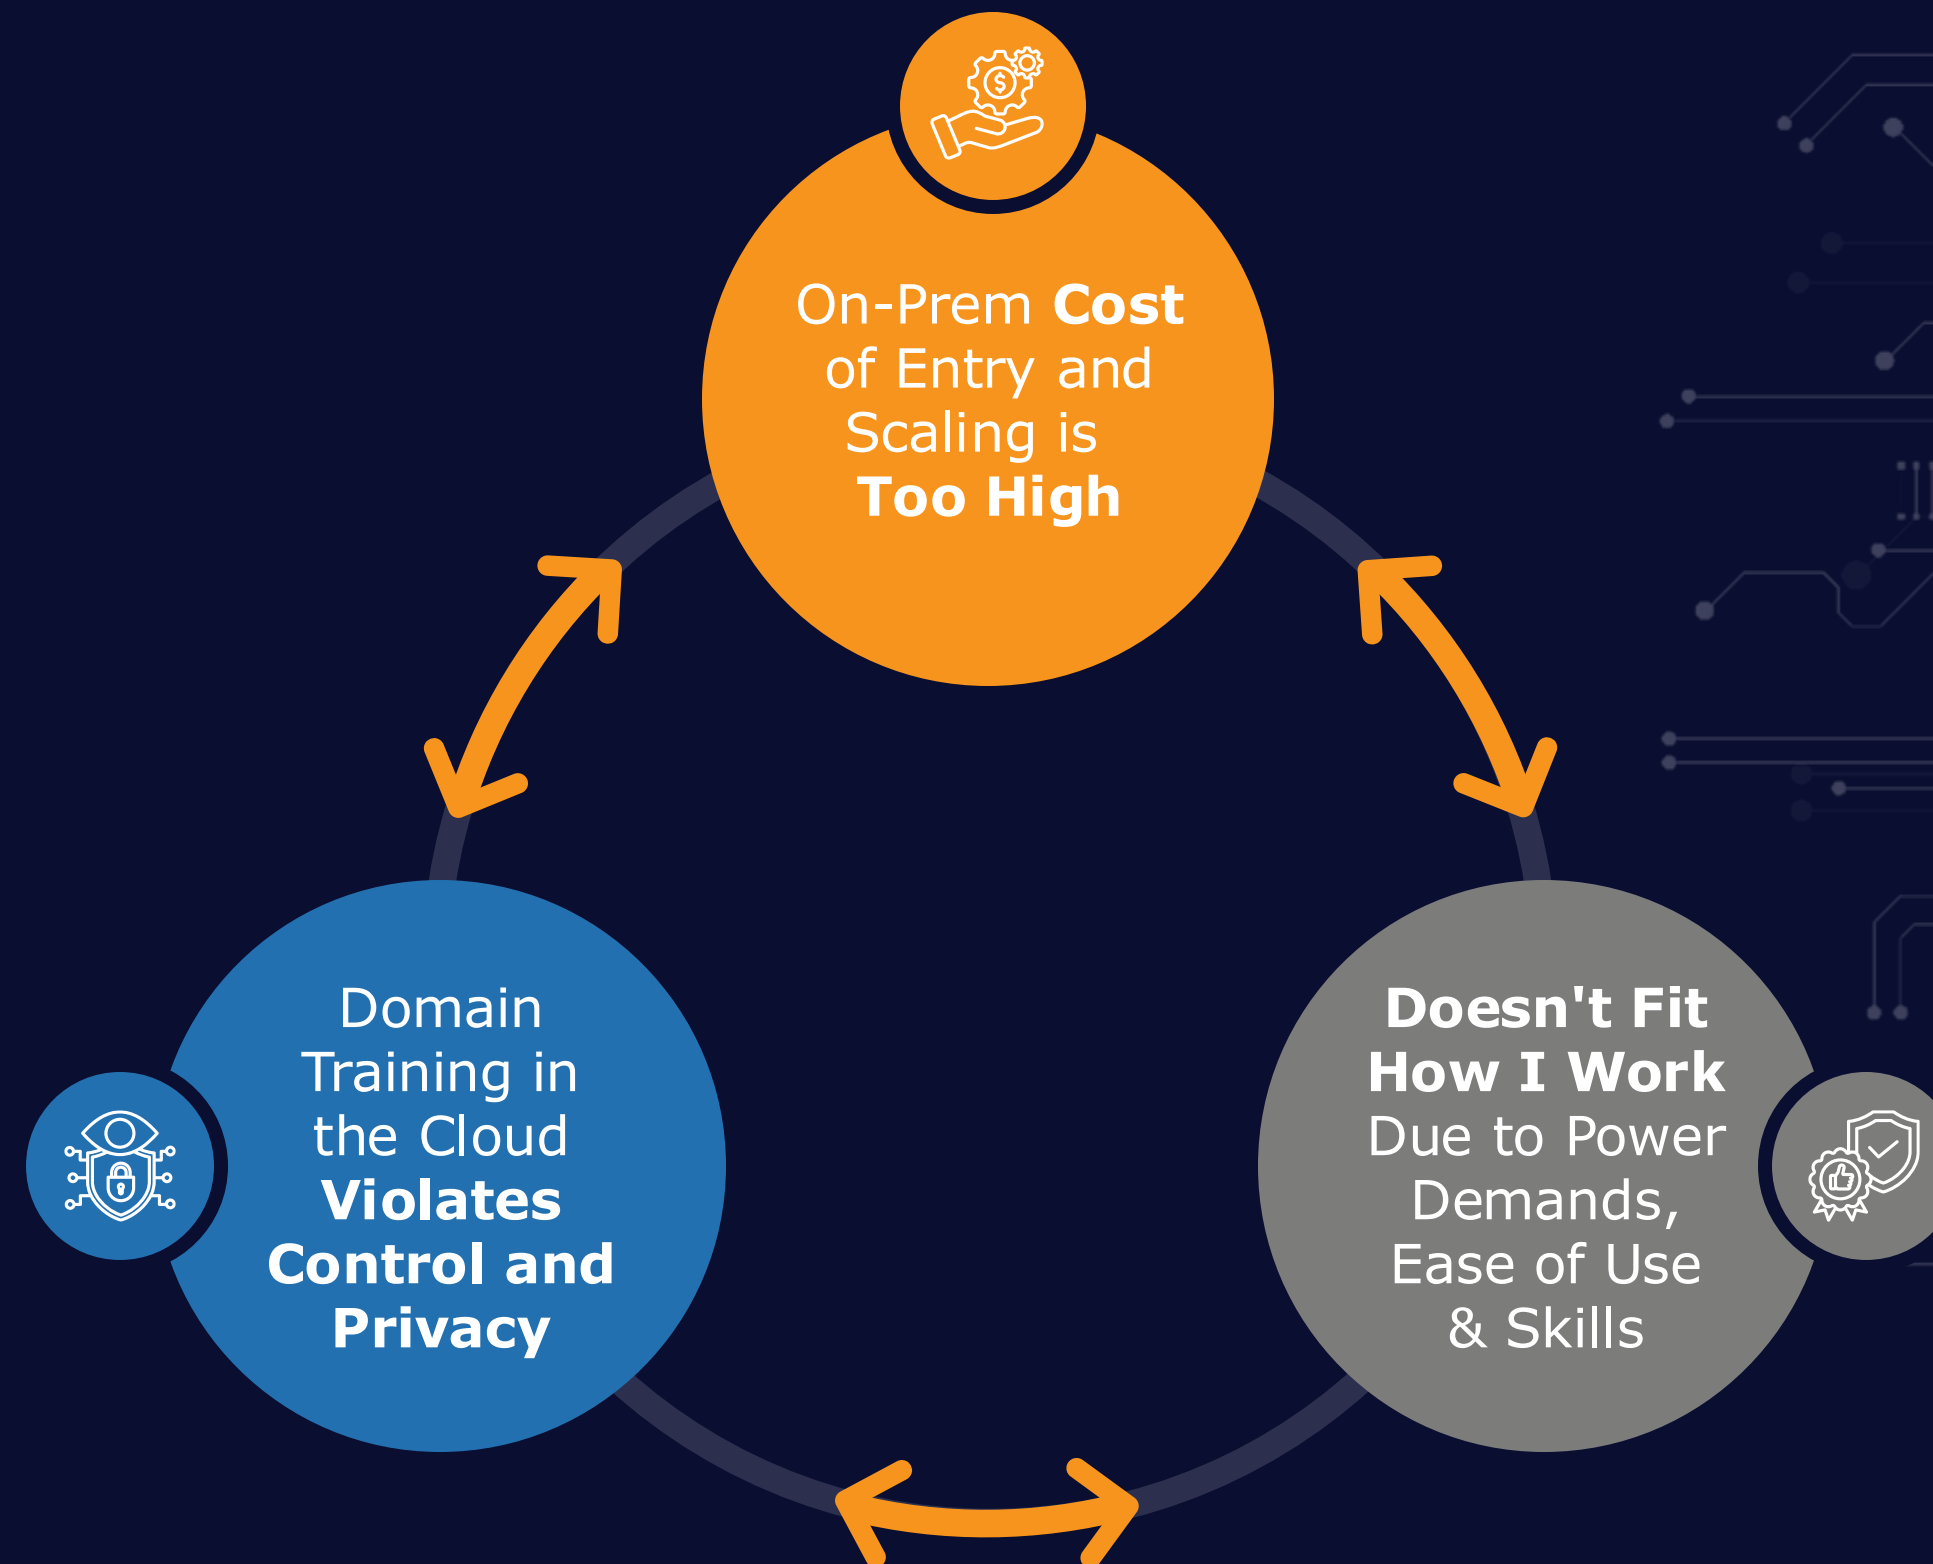 On-Prem Cost
of Entry and
Scaling is
Too High
Domain
Training in
the Cloud
Violates
Control and
Privacy
Doesn't Fit
How I Work
Due to Power
Demands,
Ease of Use
& Skills